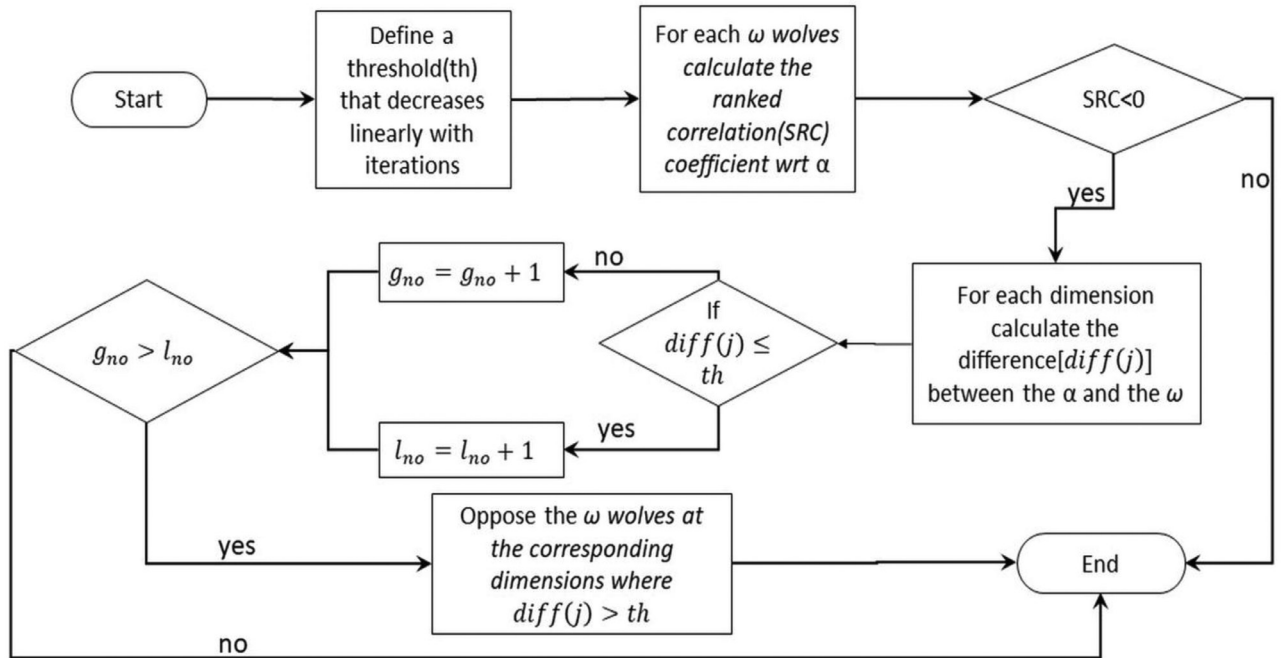 Start
Define a
threshold(th)
that decreases
linearly with
iterations
For each ω wolves
calculate the
ranked
correlation(SRC)
coefficient wrt α
SRC<0
no
yes
For each dimension
calculate the
difference[diff(j)]
between the α and the ω
If
diff(j) ≤
th
no
g_no = g_no + 1
yes
l_no = l_no + 1
g_no > l_no
yes
Oppose the ω wolves at
the corresponding
dimensions where
diff(j) > th
no
End